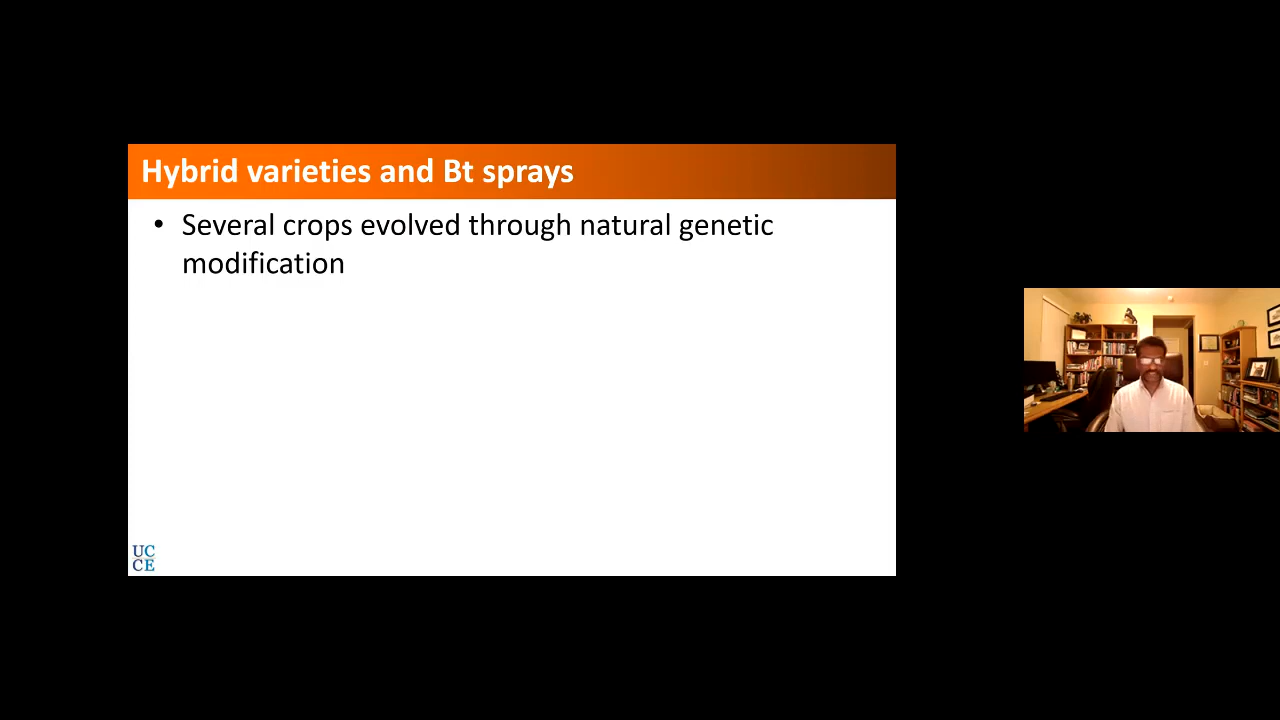 Hybrid varieties and Bt sprays
• Several crops evolved through natural genetic
modification
UC
CE